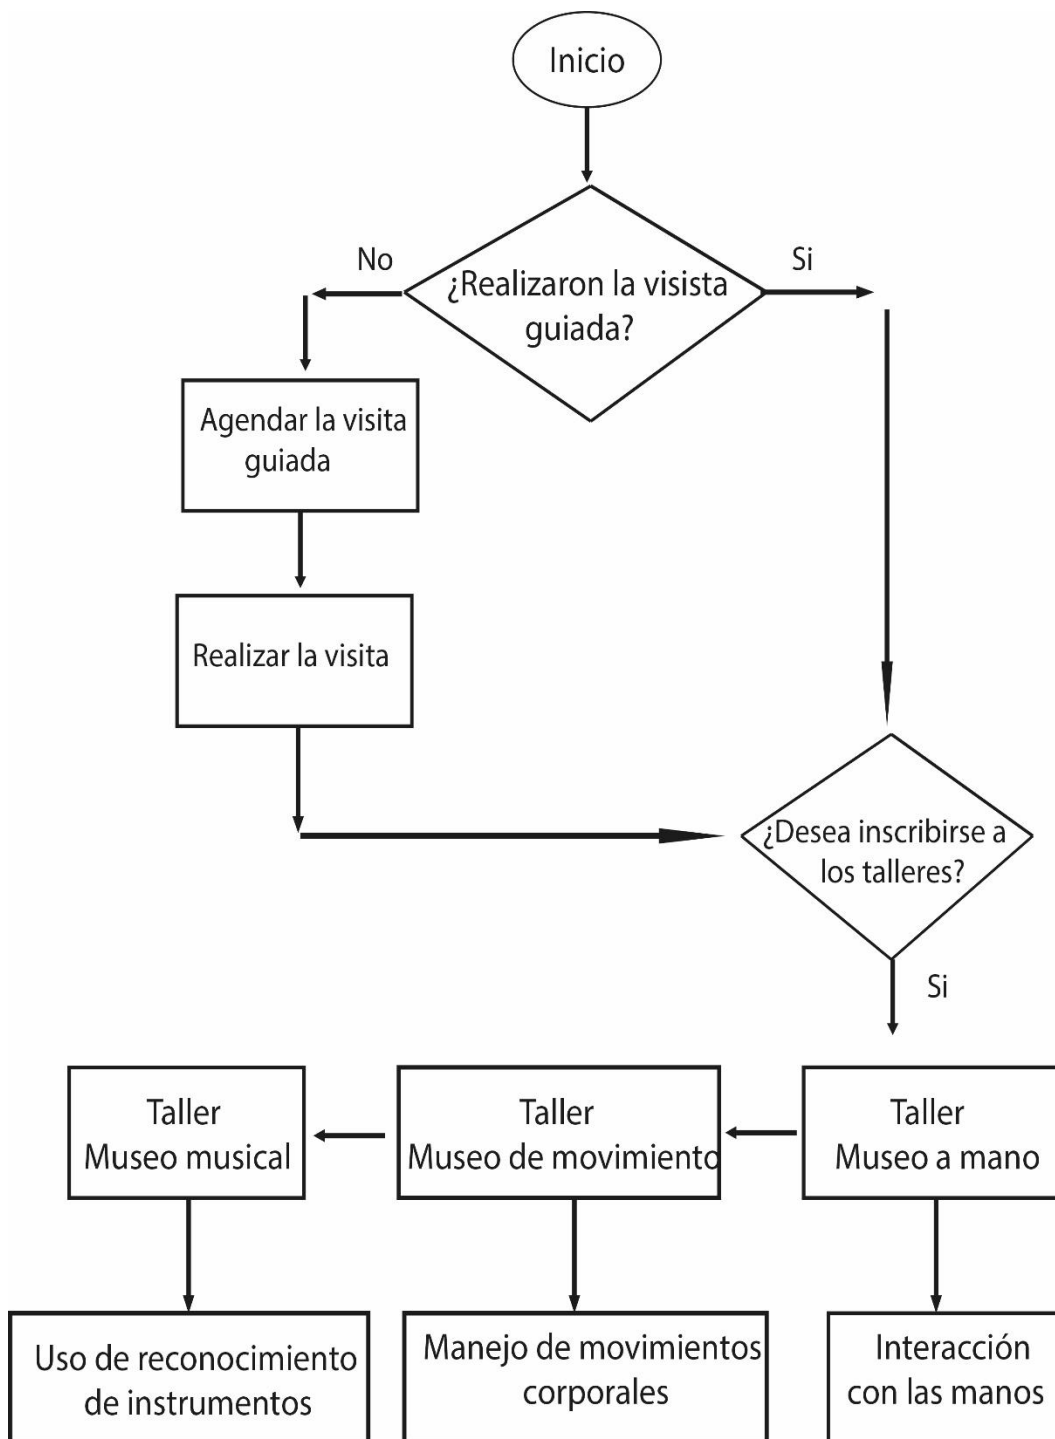 Inicio
No
Si
¿Realizaron la visista
guiada?
Agendar la visita
guiada
Realizar la visita
¿Desea inscribirse a
los talleres?
Si
Taller
Museo musical
Taller
Museo de movimiento
Taller
Museo a mano
Uso de reconocimiento
de instrumentos
Manejo de movimientos
corporales
Interacción
con las manos